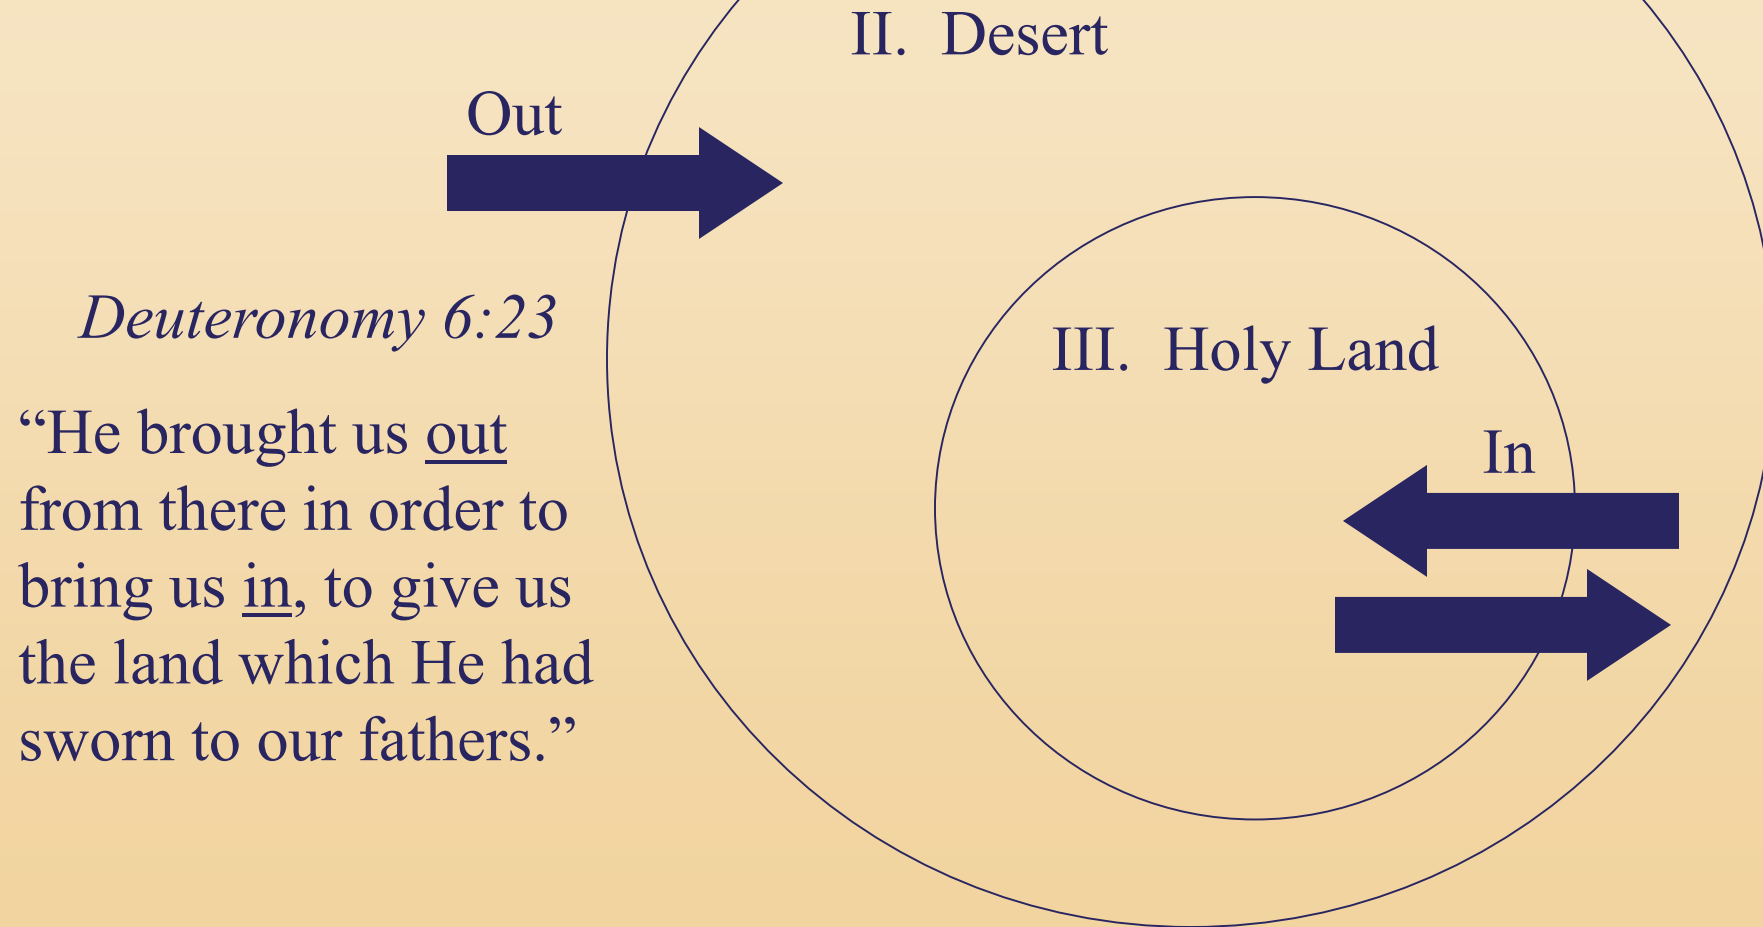 II.  Desert
Out
Deuteronomy 6:23
III.  Holy Land
“He brought us out
In
from there in order to
bring us in, to give us
the land which He had
sworn to our fathers.”